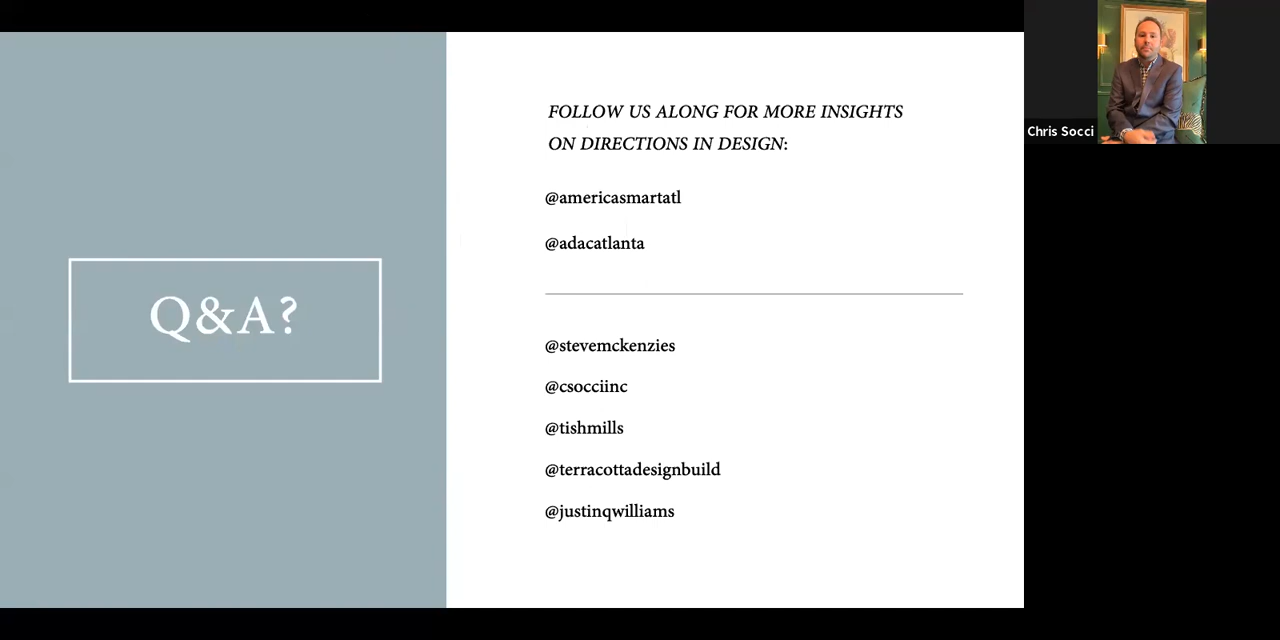 Q&A?
FOLLOW US ALONG FOR MORE INSIGHTS
ON DIRECTIONS IN DESIGN:
@americasmartatl
@adacatlanta
@stevemckenzies
@csocciinc
@tishmills
@terracottadesignbuild
@justinqwilliams
Chris Socci